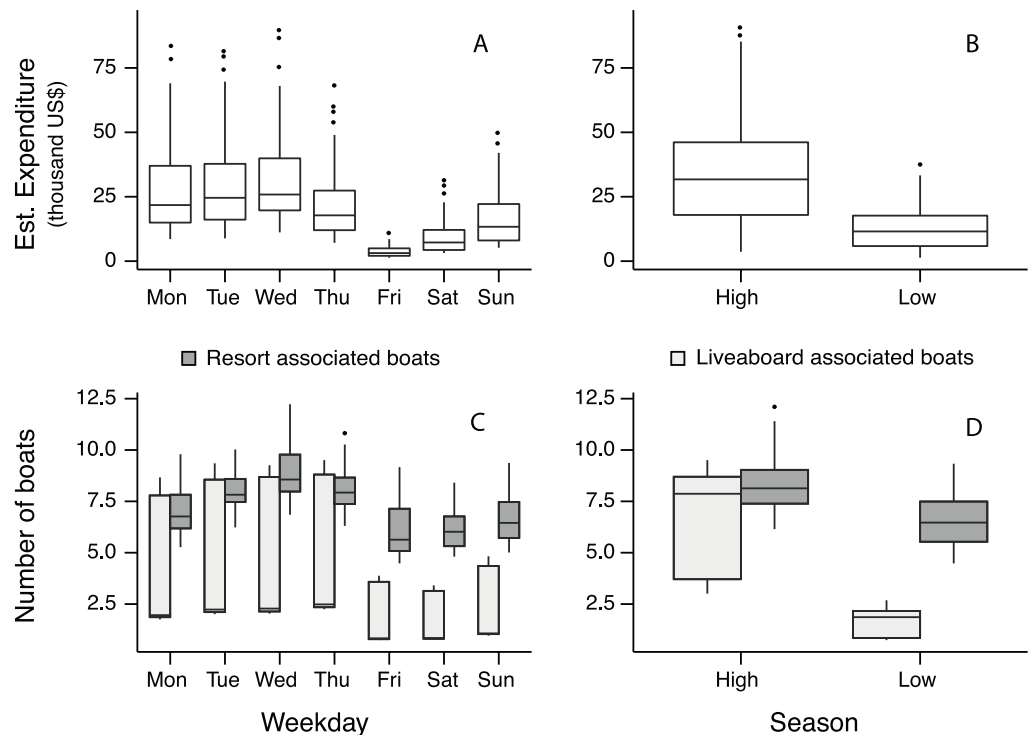 Est. Expenditure
(thousand US$)
75
50
25
0
A
Mon Tue Wed Thu Fri Sat Sun
75
50
25
0
B
High Low
Resort associated boats
Liveaboard associated boats
Number of boats
12.5
10.0
7.5
5.0
2.5
C
Mon Tue Wed Thu Fri Sat Sun
Weekday
12.5
10.0
7.5
5.0
2.5
D
High Low
Season